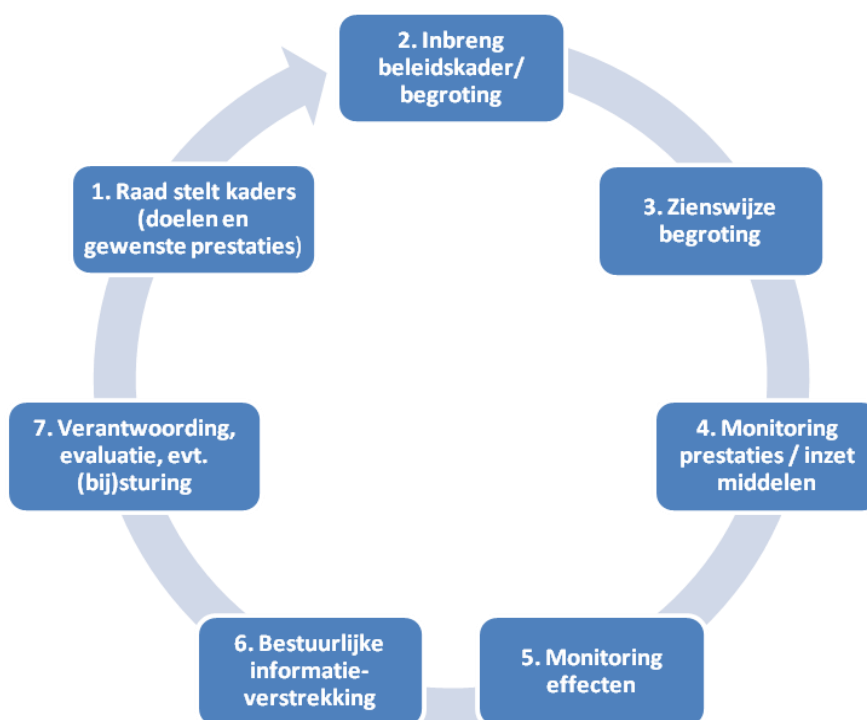 1. Raad stelt kaders
(doelen en
gewenste prestaties)
2. Inbreng
beleidskader/
begroting
3. Zienswijze
begroting
4. Monitoring
prestaties / inzet
middelen
5. Monitoring
effecten
6. Bestuurlijke
informatie-
verstrekking
7. Verantwoording,
evaluatie, evt.
(bij)sturing